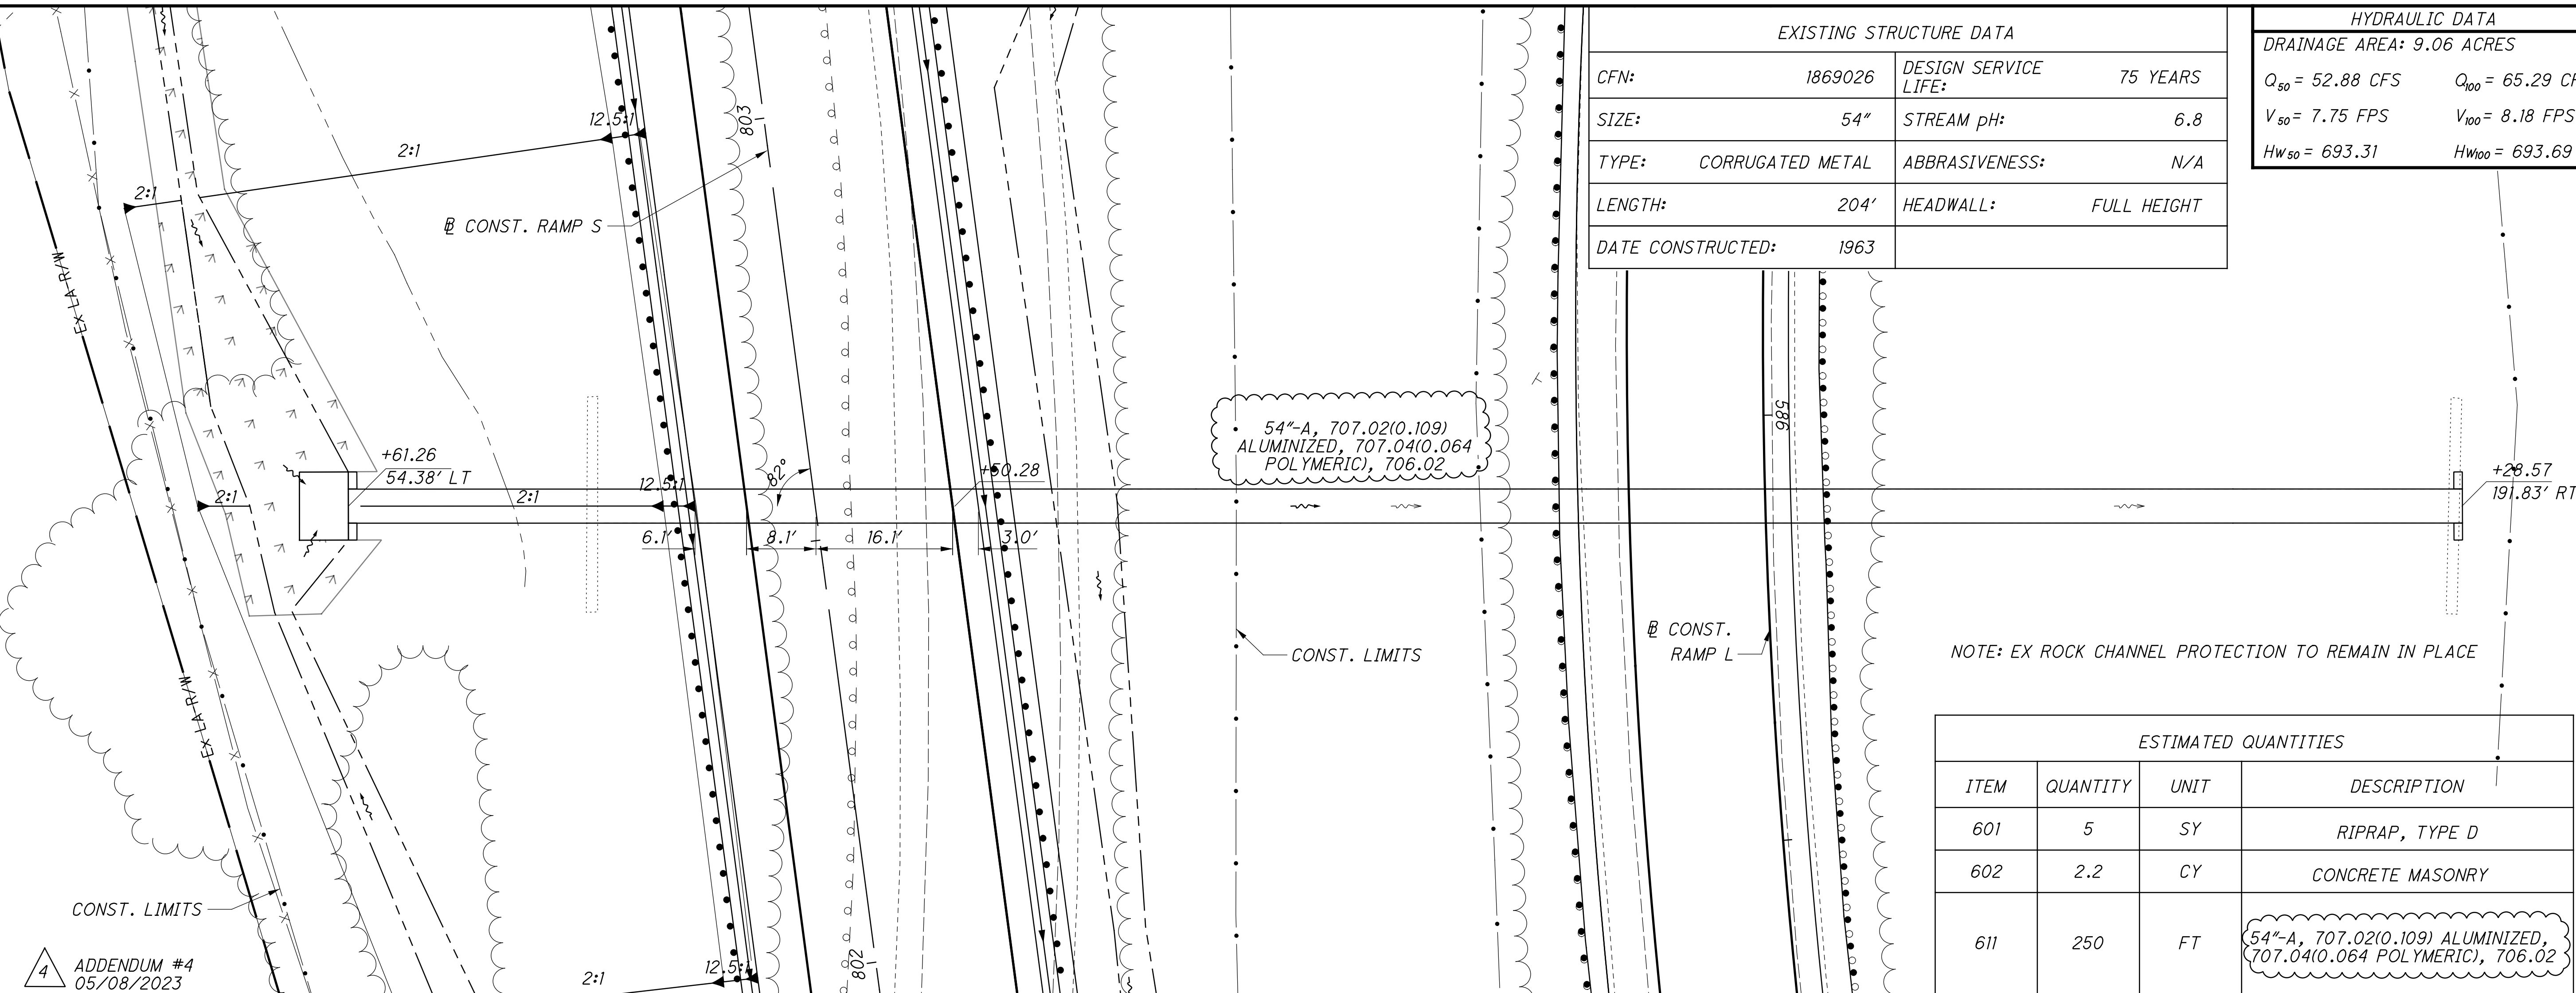 EXISTING STRUCTURE DATA
CFN: 1869026
DESIGN SERVICE
LIFE: 75 YEARS
SIZE: 54"
STREAM pH: 6.8
TYPE: CORRUGATED METAL
ABBRASIVENESS: N/A
LENGTH: 204'
HEADWALL: FULL HEIGHT
DATE CONSTRUCTED: 1963
HYDRAULIC DATA
DRAINAGE AREA: 9.06 ACRES
Q50 = 52.88 CFS
Q100 = 65.29 CF
V50 = 7.75 FPS
V100 = 8.18 FPS
Hw50 = 693.31
Hw100 = 693.69
12.5:1
2:1
2:1
803
℄ CONST. RAMP S
EX LA R/W
54"-A, 707.02(0.109)
ALUMINIZED, 707.04(0.064
POLYMERIC), 706.02
586
+61.26
54.38' LT
82°
+50.28
+28.57
191.83' RT
2:1
2:1
12.5:1
6.1'
8.1'
16.1'
3.0'
CONST. LIMITS
℄ CONST.
RAMP L
NOTE: EX ROCK CHANNEL PROTECTION TO REMAIN IN PLACE
EX LA R/W
ESTIMATED QUANTITIES
ITEM QUANTITY UNIT DESCRIPTION
601 5 SY RIPRAP, TYPE D
602 2.2 CY CONCRETE MASONRY
611 250 FT 54"-A, 707.02(0.109) ALUMINIZED,
707.04(0.064 POLYMERIC), 706.02
CONST. LIMITS
4 ADDENDUM #4
05/08/2023
2:1
12.5:1
802